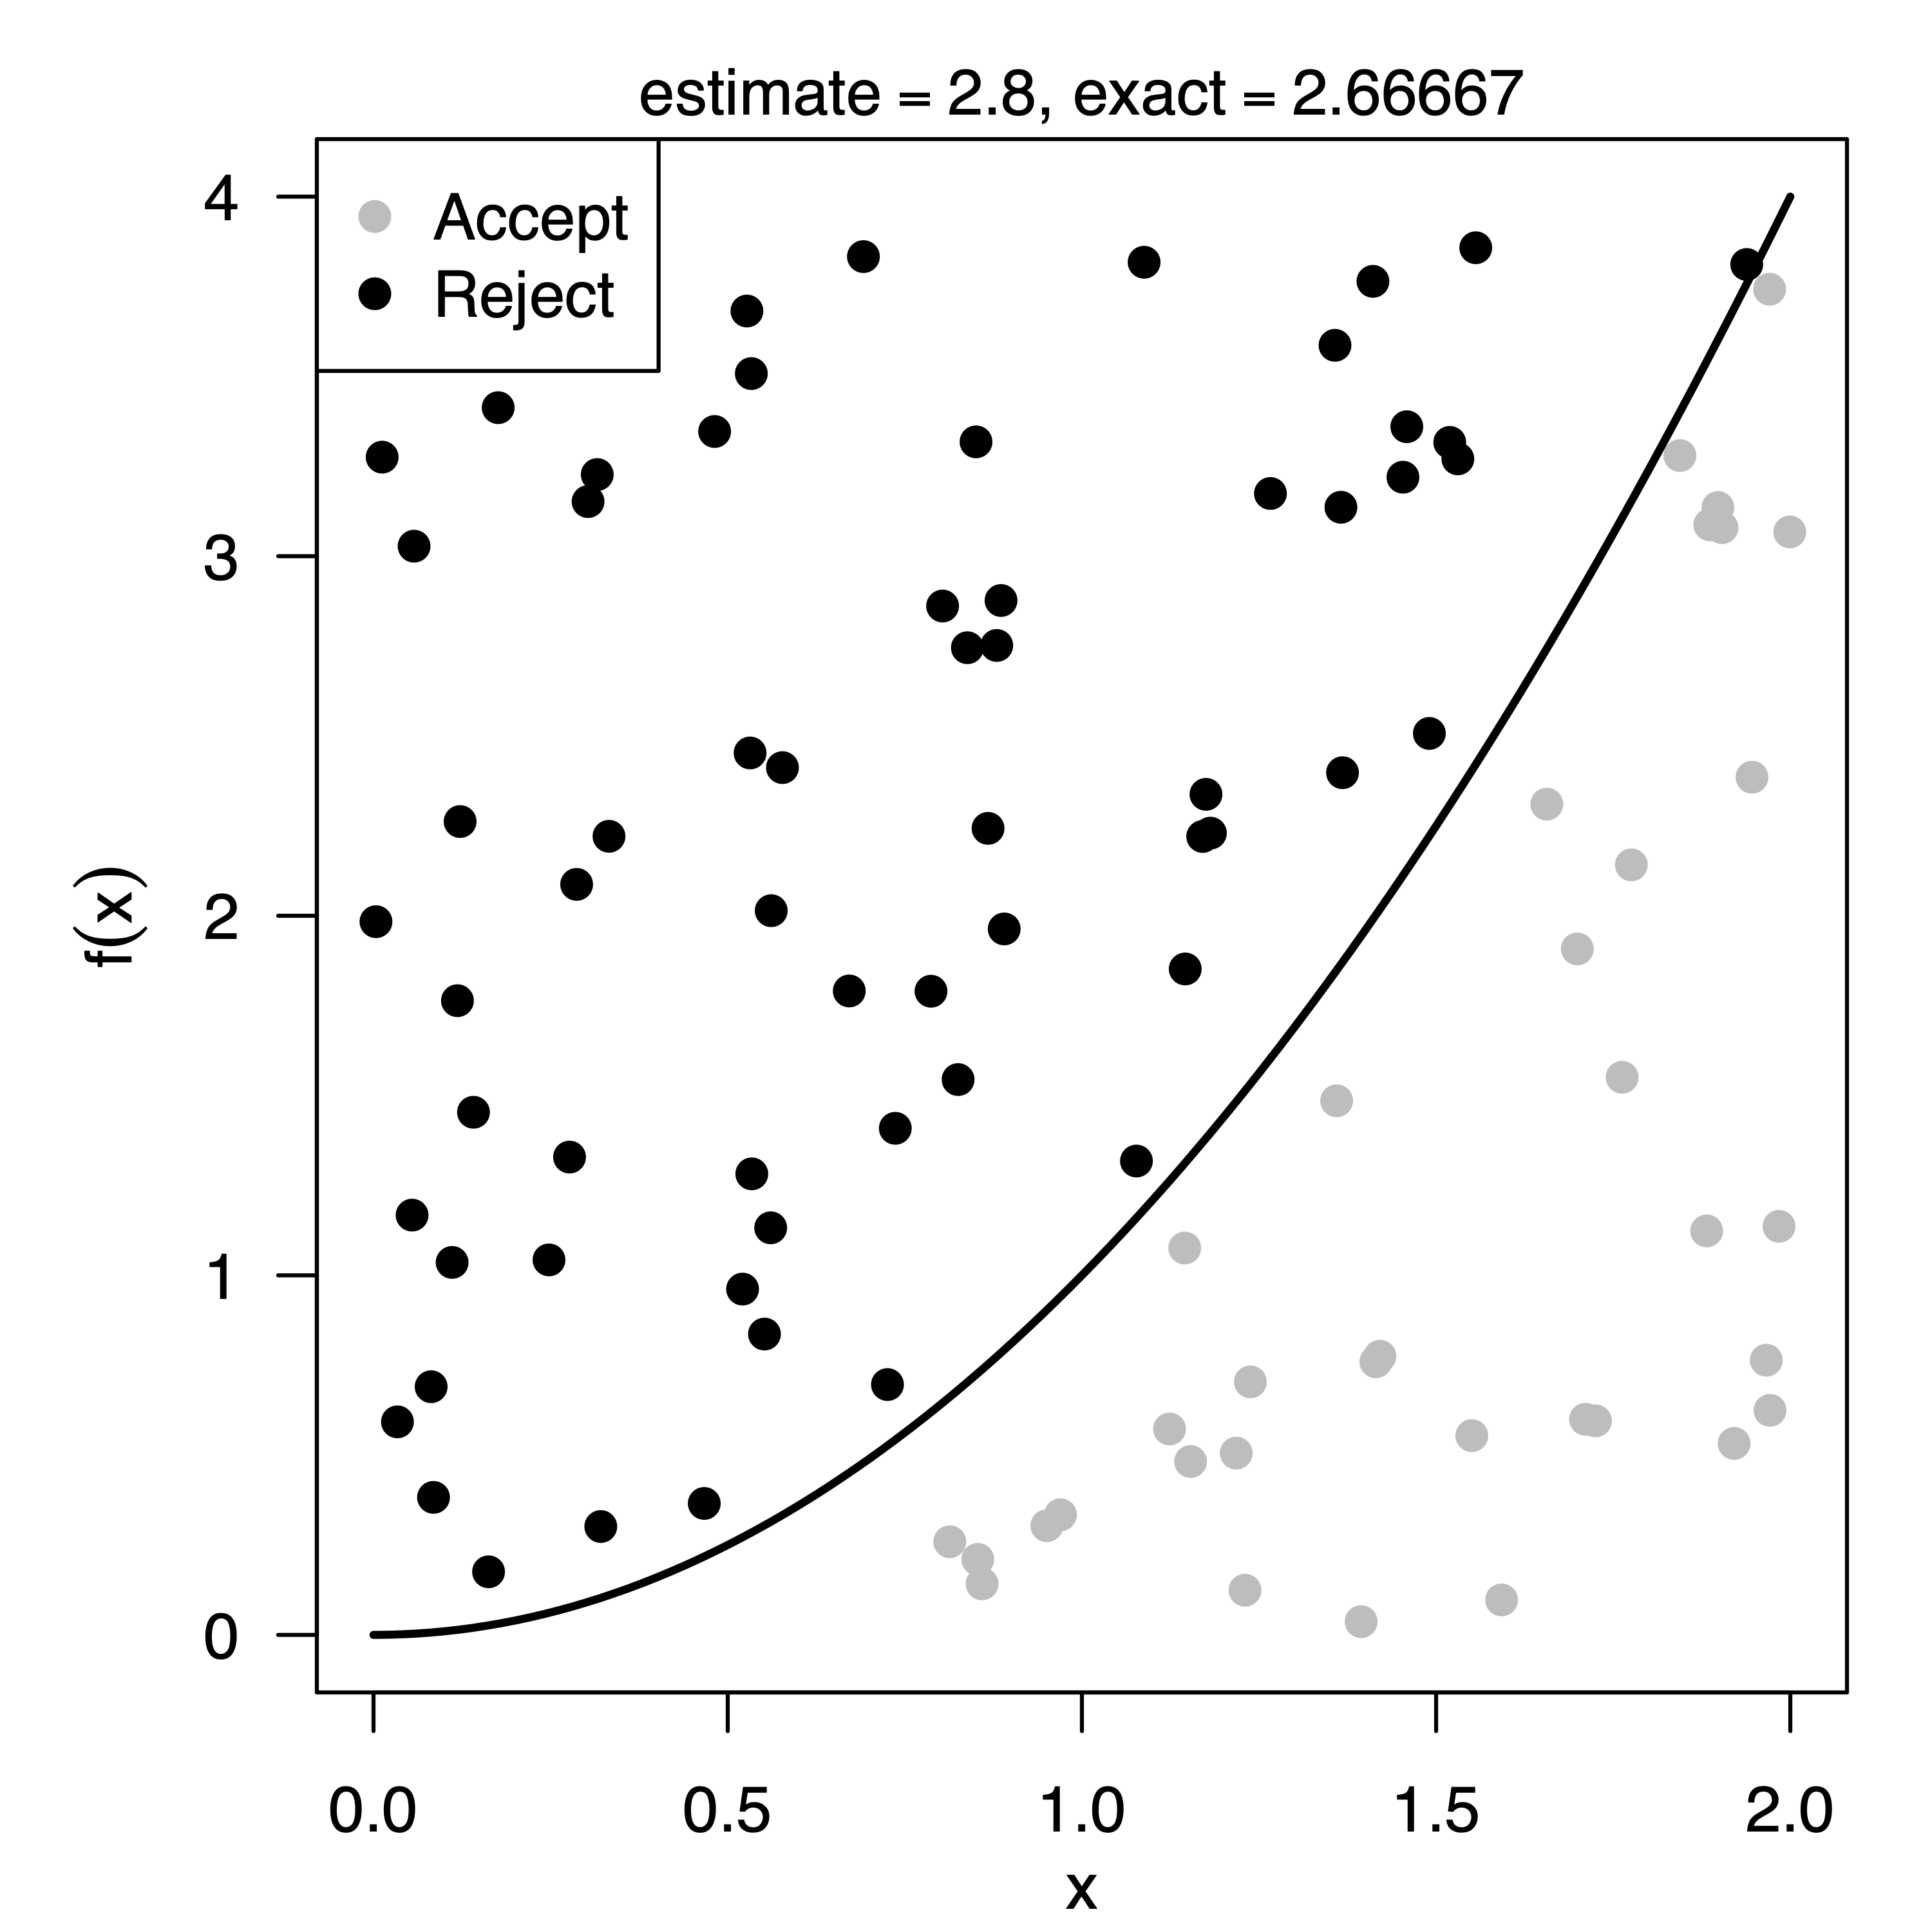 estimate = 2.8, exact = 2.66667
Accept
Reject
f(x)
4
3
2
1
0
0.0 0.5 1.0 1.5 2.0
x